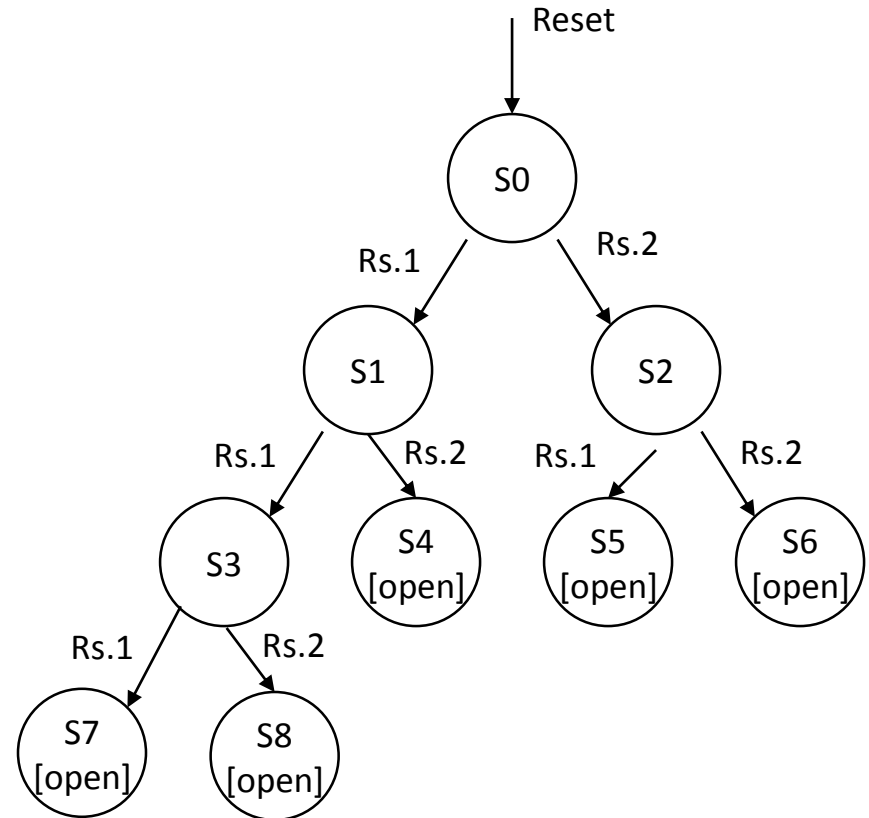 Reset
S0
Rs.1
Rs.2
S1
S2
Rs.1
Rs.2
Rs.1
Rs.2
S3
S4
[open]
S5
[open]
S6
[open]
Rs.1
Rs.2
S7
[open]
S8
[open]